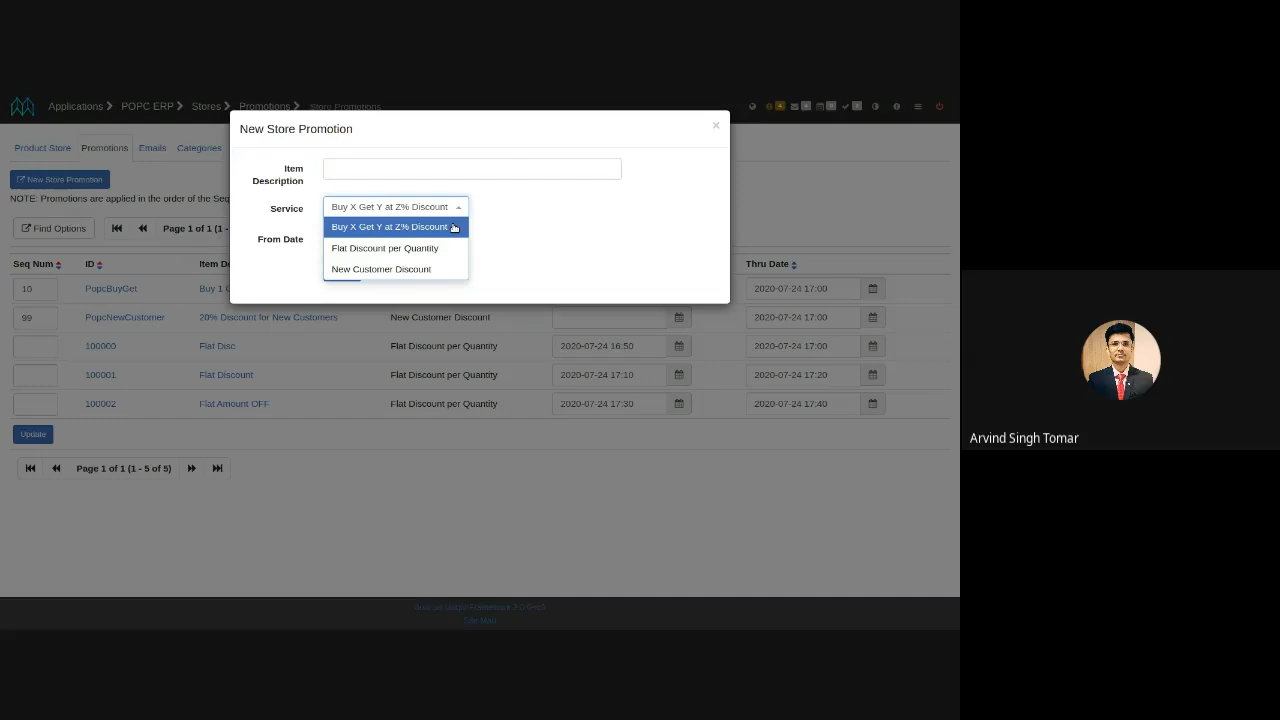 Applications POPC ERP Stores Promotions Store Promotions
New Store Promotion ×
Product Store Promotions Emails Categories
Item Description
New Store Promotion
NOTE: Promotions are applied in the order of the Seq
Service Buy X Get Y at Z% Discount
Buy X Get Y at Z% Discount
Flat Discount per Quantity
New Customer Discount
From Date
Find Options Page 1 of 1 (1 -
Seq Num ID Item De Thru Date
10 PopcBuyGet Buy 1 2020-07-24 17:00
99 PopcNewCustomer 20% Discount for New Customers New Customer Discount 2020-07-24 17:00
100000 Flat Disc Flat Discount per Quantity 2020-07-24 16:50 2020-07-24 17:00
100001 Flat Discount Flat Discount per Quantity 2020-07-24 17:10 2020-07-24 17:20
100002 Flat Amount OFF Flat Discount per Quantity 2020-07-24 17:30 2020-07-24 17:40
Update
Page 1 of 1 (1 - 5 of 5)
Site Map
Arvind Singh Tomar